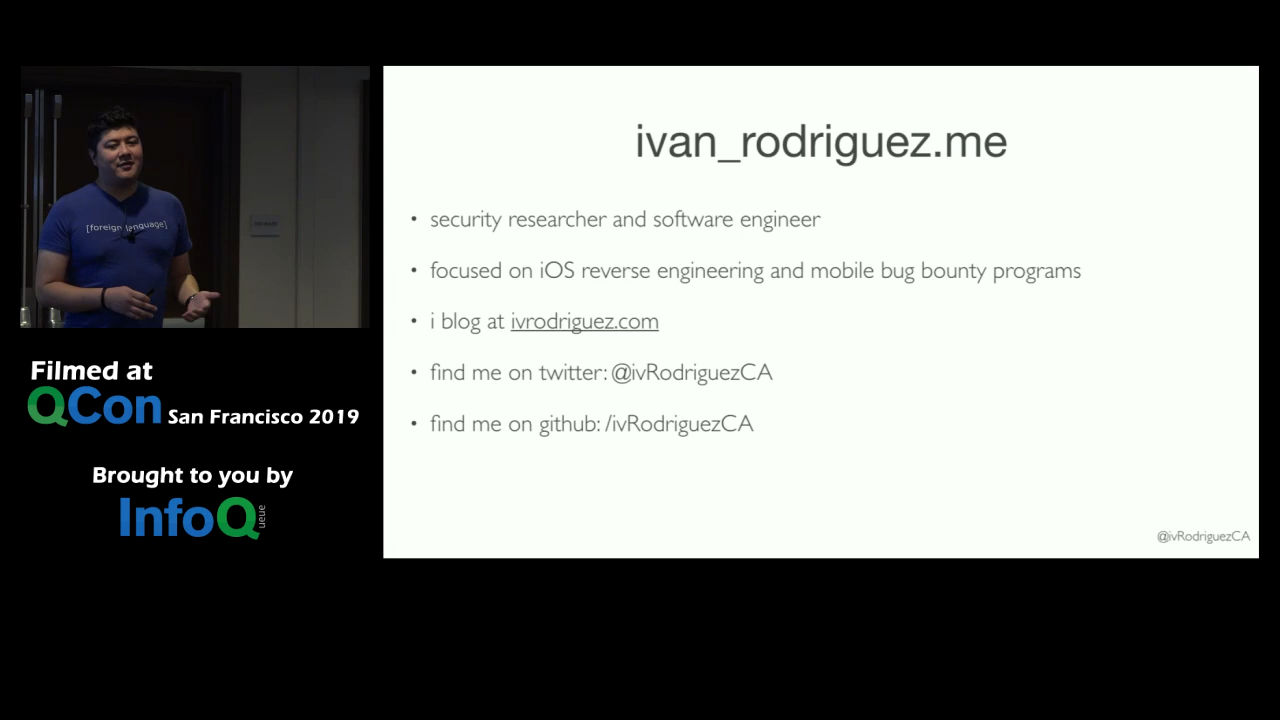 [foreign language]
Filmed at
QCon San Francisco 2019
Brought to you by
InfoQ
ueue
ivan_rodriguez.me
• security researcher and software engineer
• focused on iOS reverse engineering and mobile bug bounty programs
• i blog at ivrodriguez.com
• find me on twitter: @ivRodriguezCA
• find me on github: /ivRodriguezCA
@ivRodriguezCA